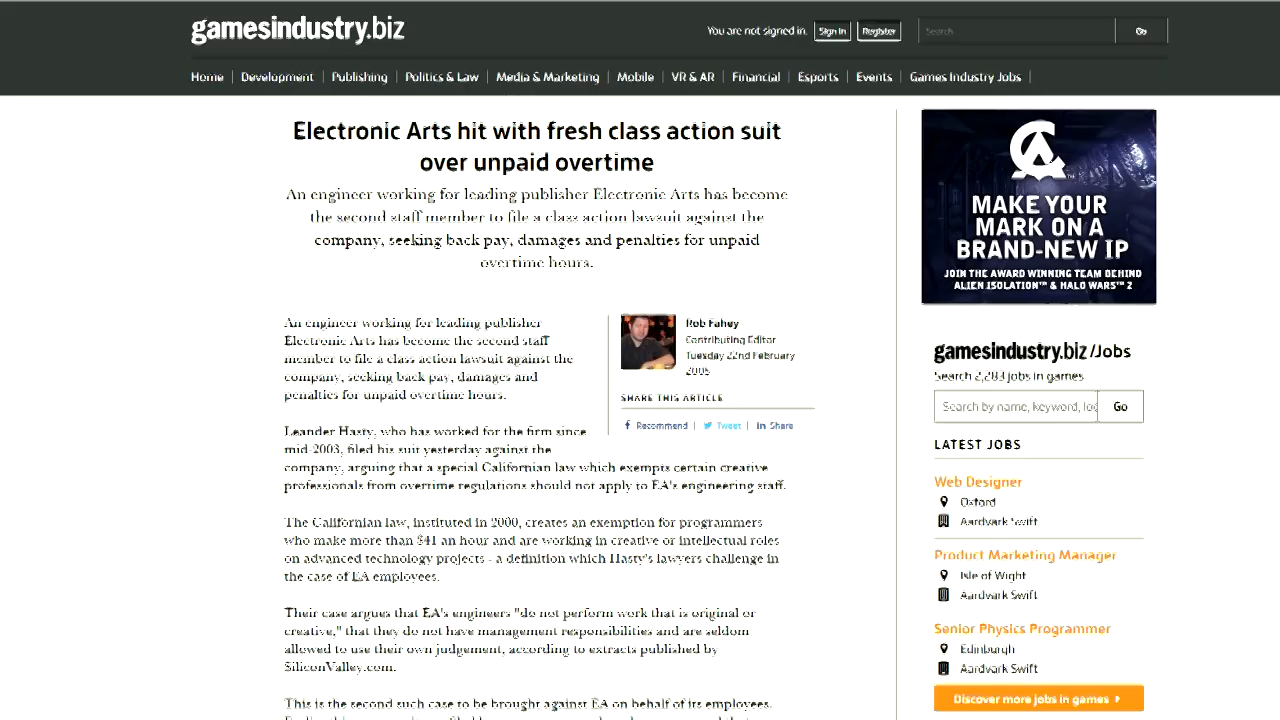 gamesindustry.biz
You are not signed in. Sign In Register Search Go
Home Development Publishing Politics & Law Media & Marketing Mobile VR & AR Financial Esports Events Games Industry Jobs
Electronic Arts hit with fresh class action suit
over unpaid overtime
An engineer working for leading publisher Electronic Arts has become
the second staff member to file a class action lawsuit against the
company, seeking back pay, damages and penalties for unpaid
overtime hours.
An engineer working for leading publisher
Electronic Arts has become the second staff
member to file a class action lawsuit against the
company, seeking back pay, damages and
penalties for unpaid overtime hours.
Rob Fahey
Contributing Editor
Tuesday 22nd February
2005
SHARE THIS ARTICLE
Recommend Tweet Share
Leander Hasty, who has worked for the firm since
mid-2003, filed his suit yesterday against the
company, arguing that a special Californian law which exempts certain creative
professionals from overtime regulations should not apply to EA's engineering staff.
The Californian law, instituted in 2000, creates an exemption for programmers
who make more than $41 an hour and are working in creative or intellectual roles
on advanced technology projects - a definition which Hasty's lawyers challenge in
the case of EA employees.
Their case argues that EA's engineers "do not perform work that is original or
creative," that they do not have management responsibilities and are seldom
allowed to use their own judgement, according to extracts published by
SiliconValley.com.
This is the second such case to be brought against EA on behalf of its employees.
MAKE YOUR
MARK ON A
BRAND-NEW IP
JOIN THE AWARD WINNING TEAM BEHIND
ALIEN: ISOLATION™ & HALO WARS™ 2
gamesindustry.biz /Jobs
Search 2,283 jobs in games
Search by name, keyword, loc Go
LATEST JOBS
Web Designer
Oxford
Aardvark Swift
Product Marketing Manager
Isle of Wight
Aardvark Swift
Senior Physics Programmer
Edinburgh
Aardvark Swift
Discover more jobs in games